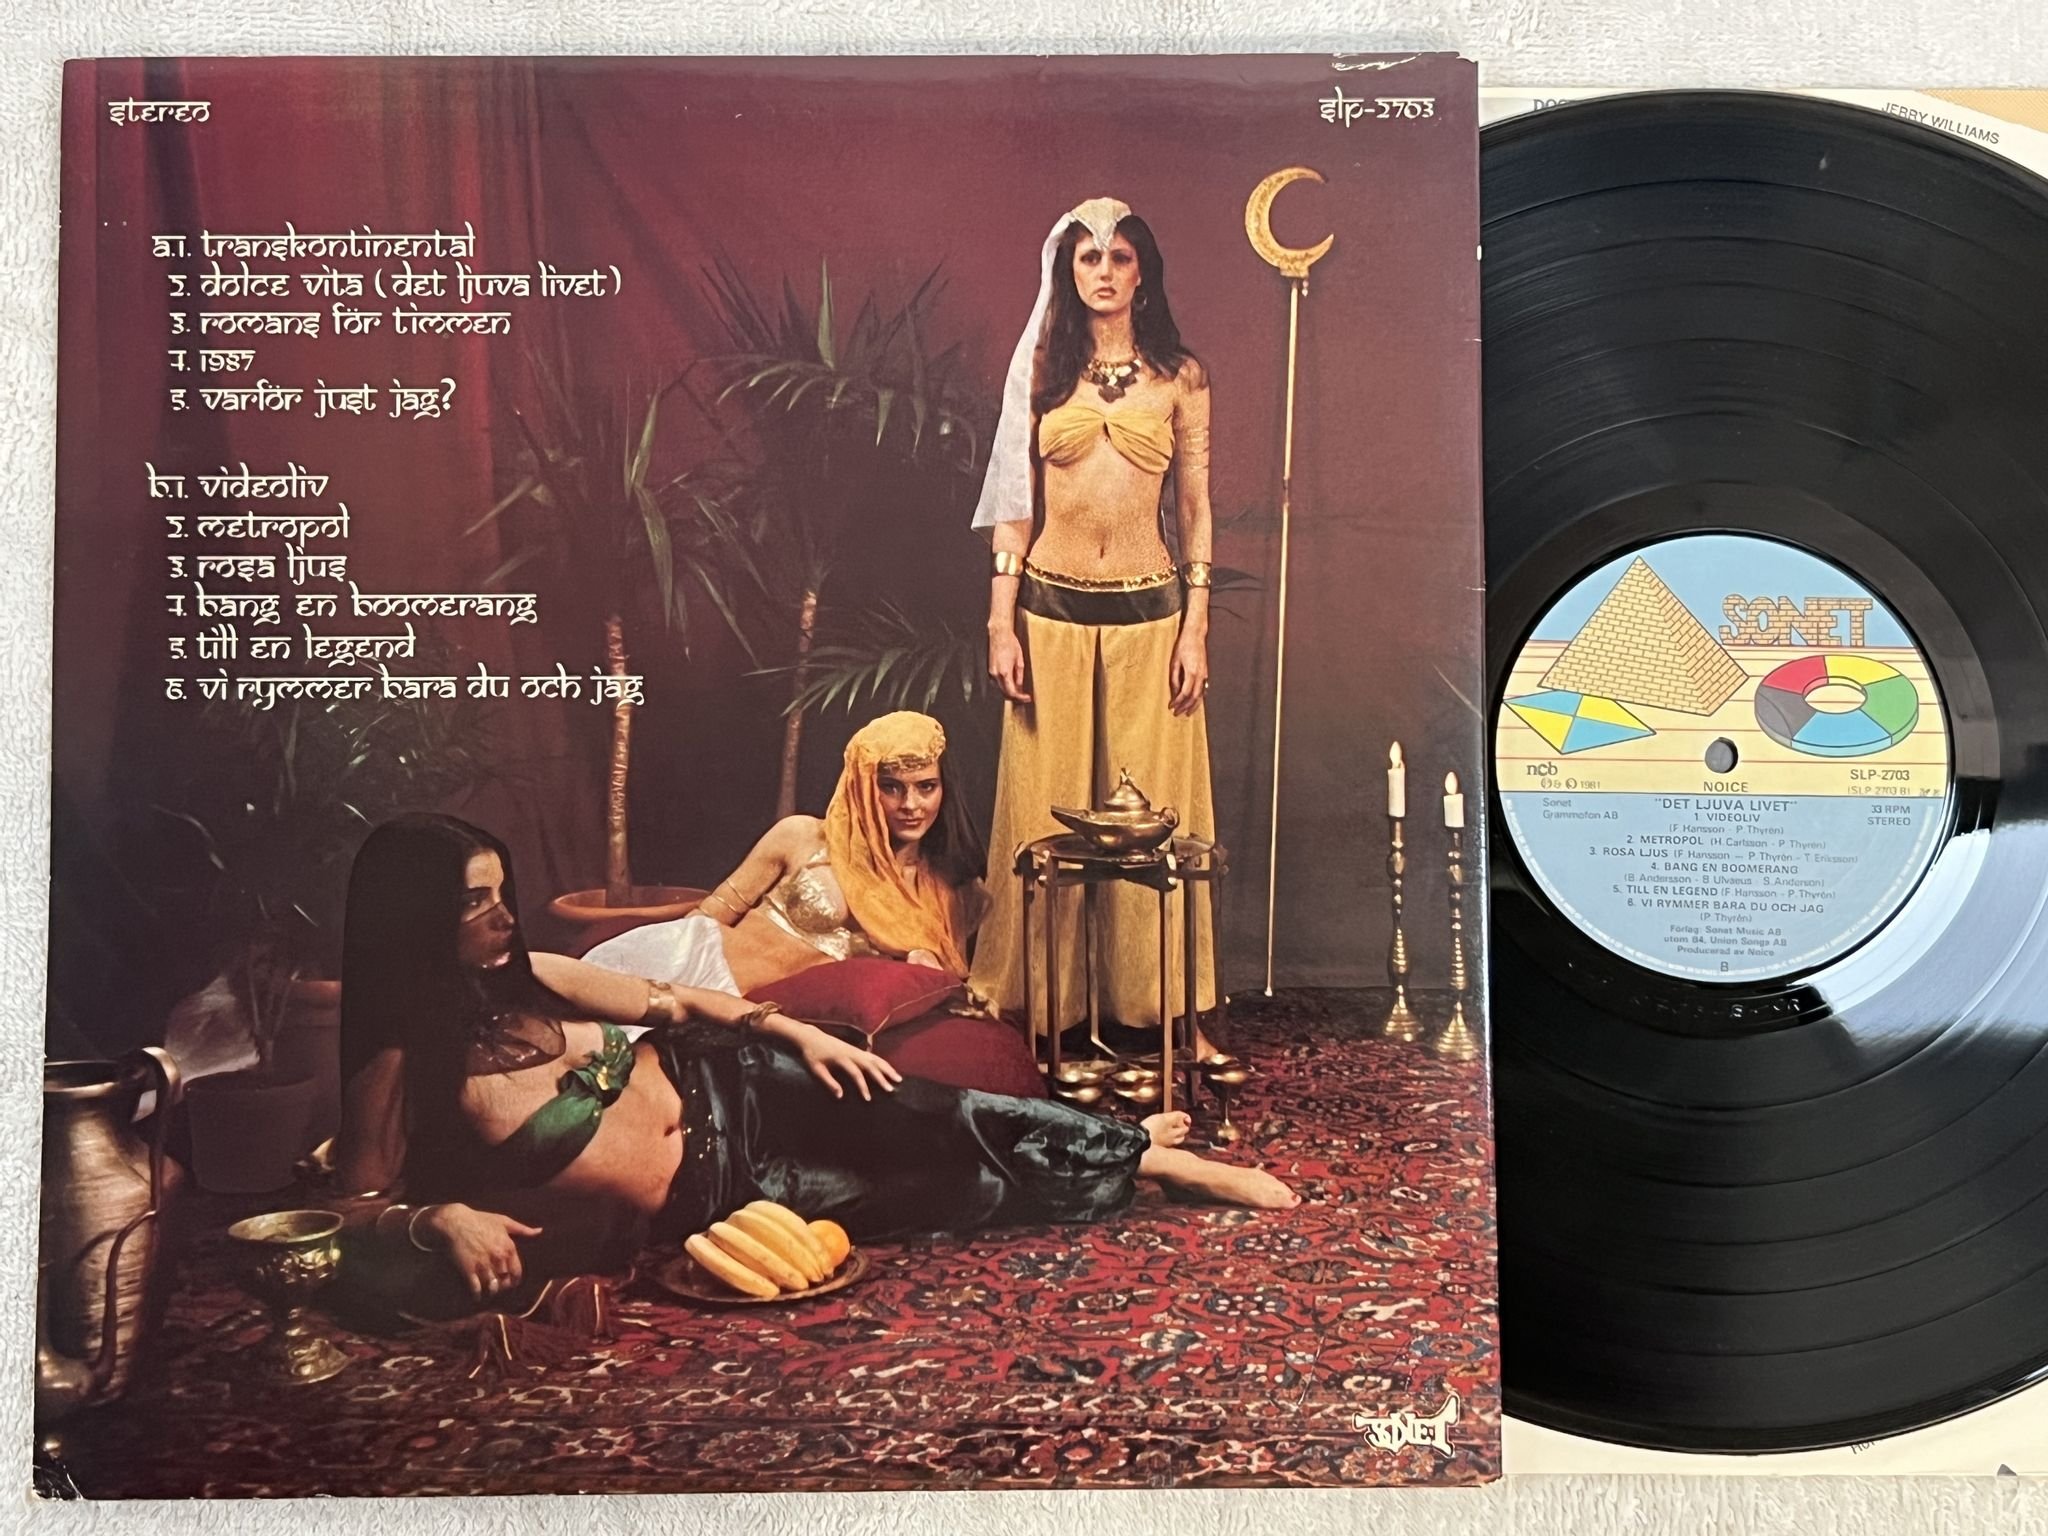 stereo
slp-2703
a.1. transkontinental
2. dolce vita (det ljuva livet)
3. romans för timmen
4. 1987
5. varför just jag?
b.1. videoliv
2. metropol
3. rosa ljus
4. bang en boomerang
5. till en legend
6. vi rymmer bara du och jag
SONET
JERRY WILLIAMS
SONET
ncb
Ⓟ & © 1981
NOICE
SLP-2703
(SLP 2703 B)
Sonet
Grammofon AB
"DET LJUVA LIVET"
33 RPM
STEREO
1. VIDEOLIV
(F. Hansson - P. Thyrén)
2. METROPOL (H. Carlsson - P. Thyrén)
3. ROSA LJUS (F. Hansson - P. Thyrén - T. Eriksson)
4. BANG EN BOOMERANG
(B. Andersson - B. Ulvaeus - S. Anderson)
5. TILL EN LEGEND (F. Hansson - P. Thyrén)
6. VI RYMMER BARA DU OCH JAG
(P. Thyrén)
Förlag: Sonet Music AB
utom B4, Union Songs AB
Producerad av Noice
B